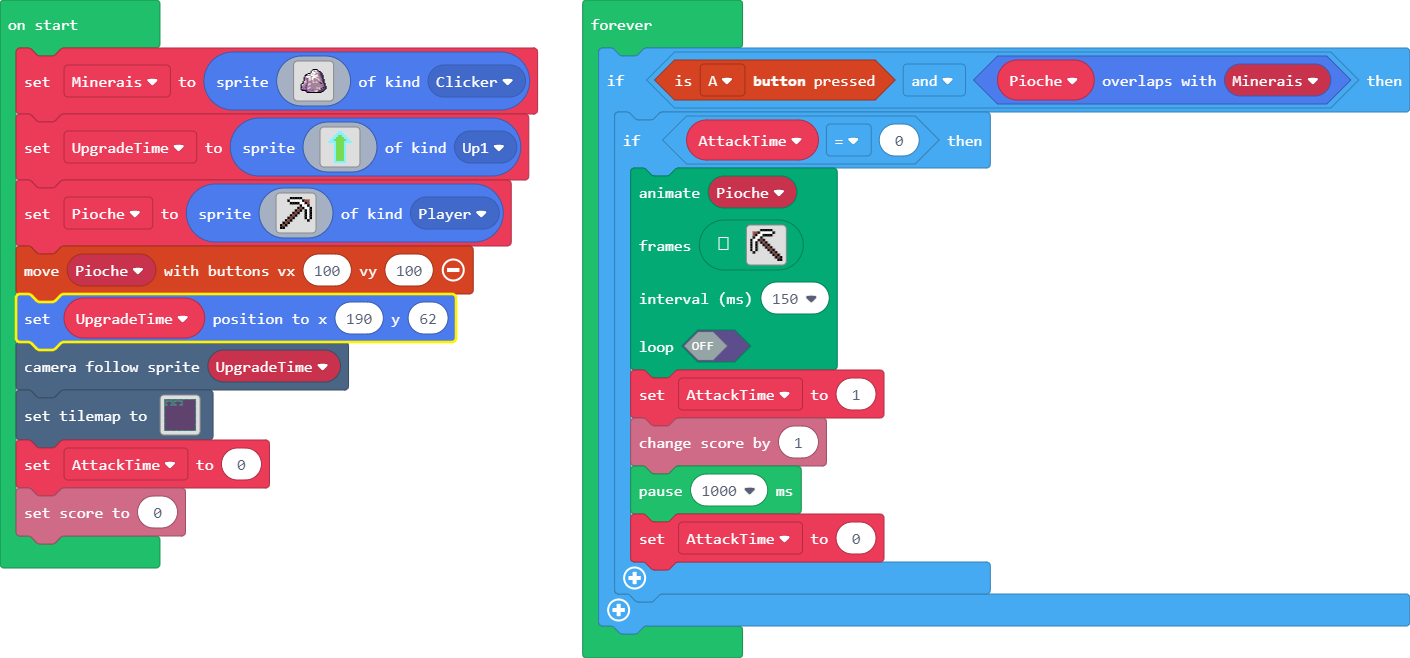 on start
set Minerais to sprite of kind Clicker
set UpgradeTime to sprite of kind Up1
set Pioche to sprite of kind Player
move Pioche with buttons vx 100 vy 100
set UpgradeTime position to x 190 y 62
camera follow sprite UpgradeTime
set tilemap to
set AttackTime to 0
set score to 0
forever
if is A button pressed and Pioche overlaps with Minerais then
if AttackTime = 0 then
animate Pioche
frames
interval (ms) 150
loop OFF
set AttackTime to 1
change score by 1
pause 1000 ms
set AttackTime to 0